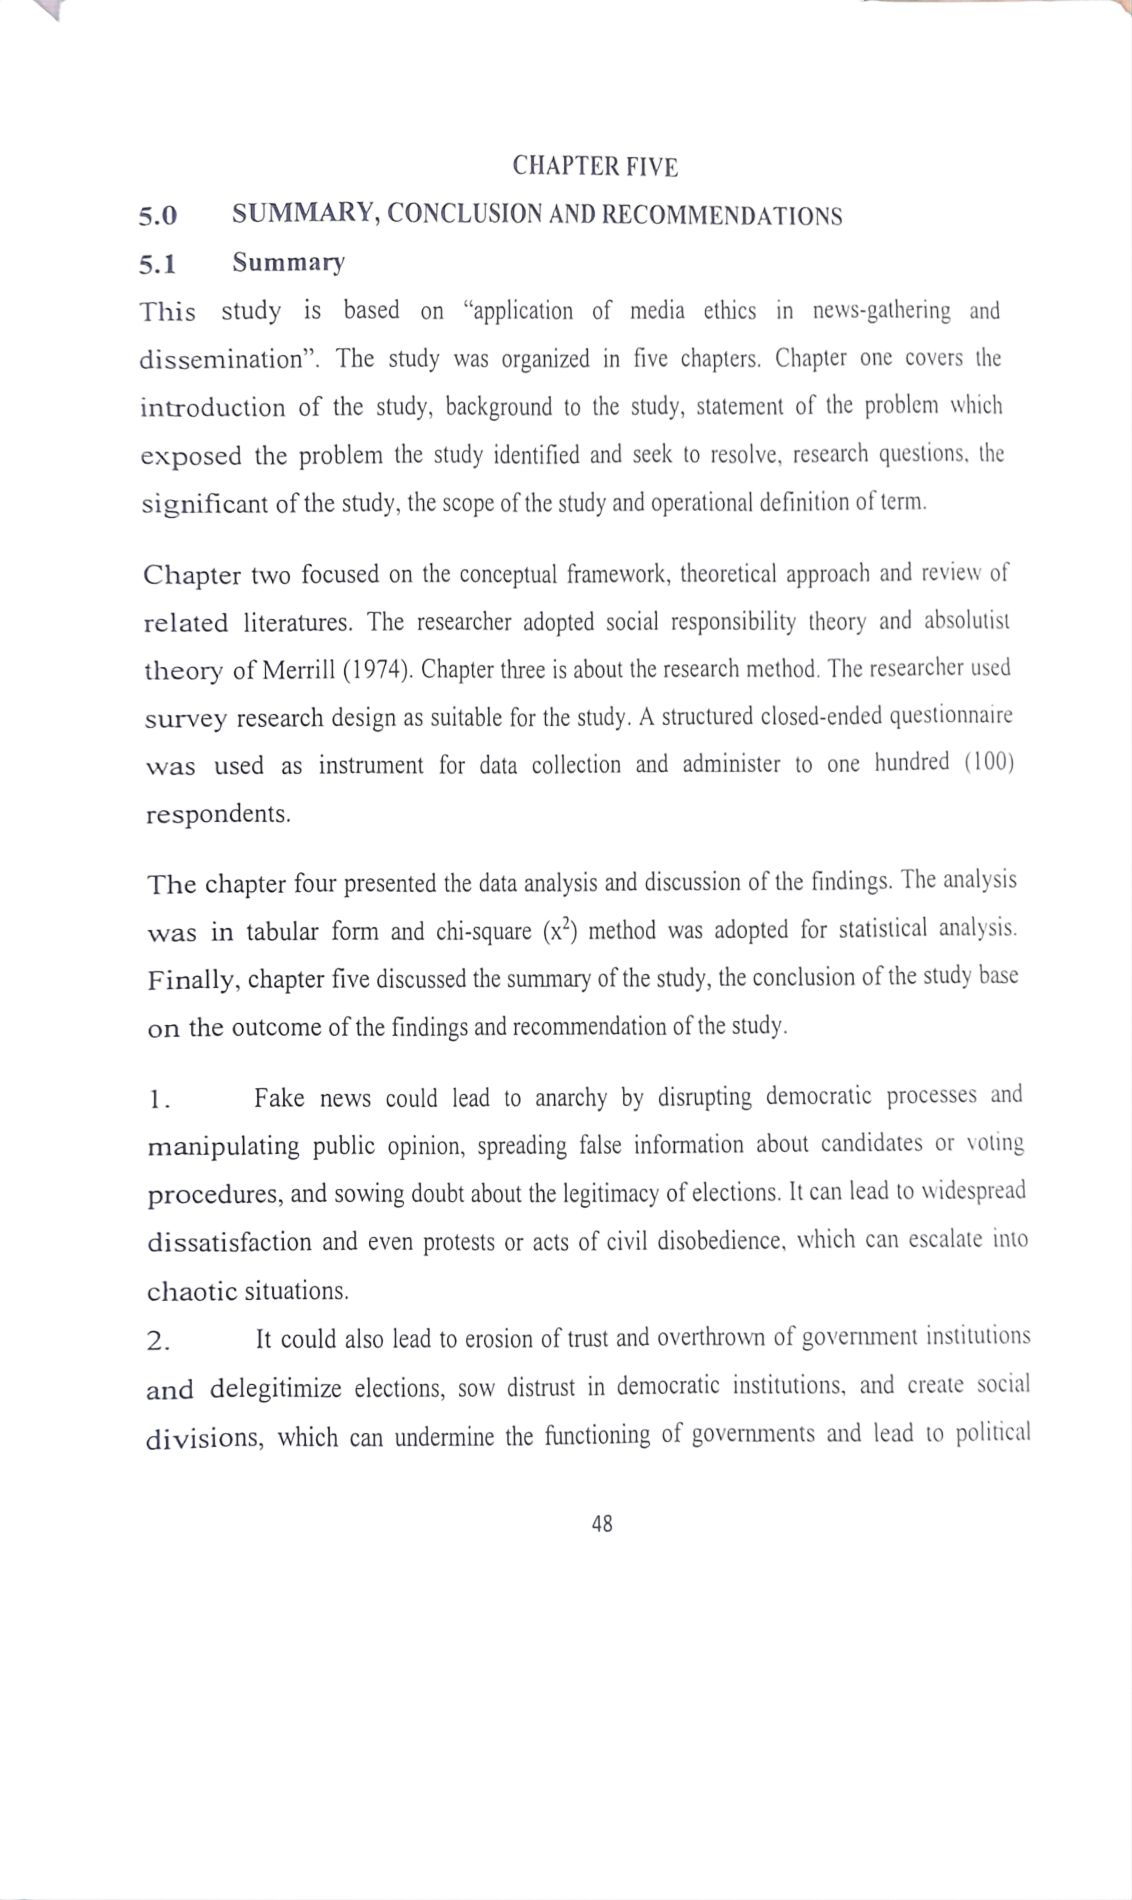 CHAPTER FIVE
5.0 SUMMARY, CONCLUSION AND RECOMMENDATIONS
5.1 Summary
This study is based on “application of media ethics in news-gathering and
dissemination”. The study was organized in five chapters. Chapter one covers the
introduction of the study, background to the study, statement of the problem which
exposed the problem the study identified and seek to resolve, research questions, the
significant of the study, the scope of the study and operational definition of term.
Chapter two focused on the conceptual framework, theoretical approach and review of
related literatures. The researcher adopted social responsibility theory and absolutist
theory of Merrill (1974). Chapter three is about the research method. The researcher used
survey research design as suitable for the study. A structured closed-ended questionnaire
was used as instrument for data collection and administer to one hundred (100)
respondents.
The chapter four presented the data analysis and discussion of the findings. The analysis
was in tabular form and chi-square (x²) method was adopted for statistical analysis.
Finally, chapter five discussed the summary of the study, the conclusion of the study base
on the outcome of the findings and recommendation of the study.
1. Fake news could lead to anarchy by disrupting democratic processes and
manipulating public opinion, spreading false information about candidates or voting
procedures, and sowing doubt about the legitimacy of elections. It can lead to widespread
dissatisfaction and even protests or acts of civil disobedience, which can escalate into
chaotic situations.
2. It could also lead to erosion of trust and overthrown of government institutions
and delegitimize elections, sow distrust in democratic institutions, and create social
divisions, which can undermine the functioning of governments and lead to political
48